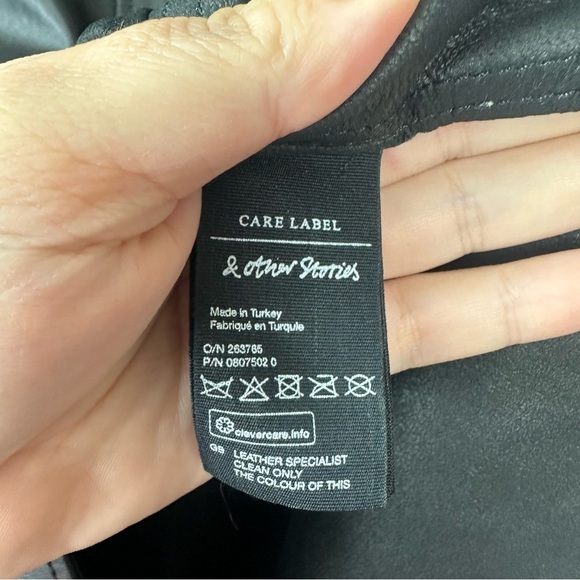 CARE LABEL
& other Stories
Made in Turkey
Fabriqué en Turquie
O/N 263765
P/N 0807502 0
clevercare.info
GB LEATHER SPECIALIST
CLEAN ONLY
THE COLOUR OF THIS